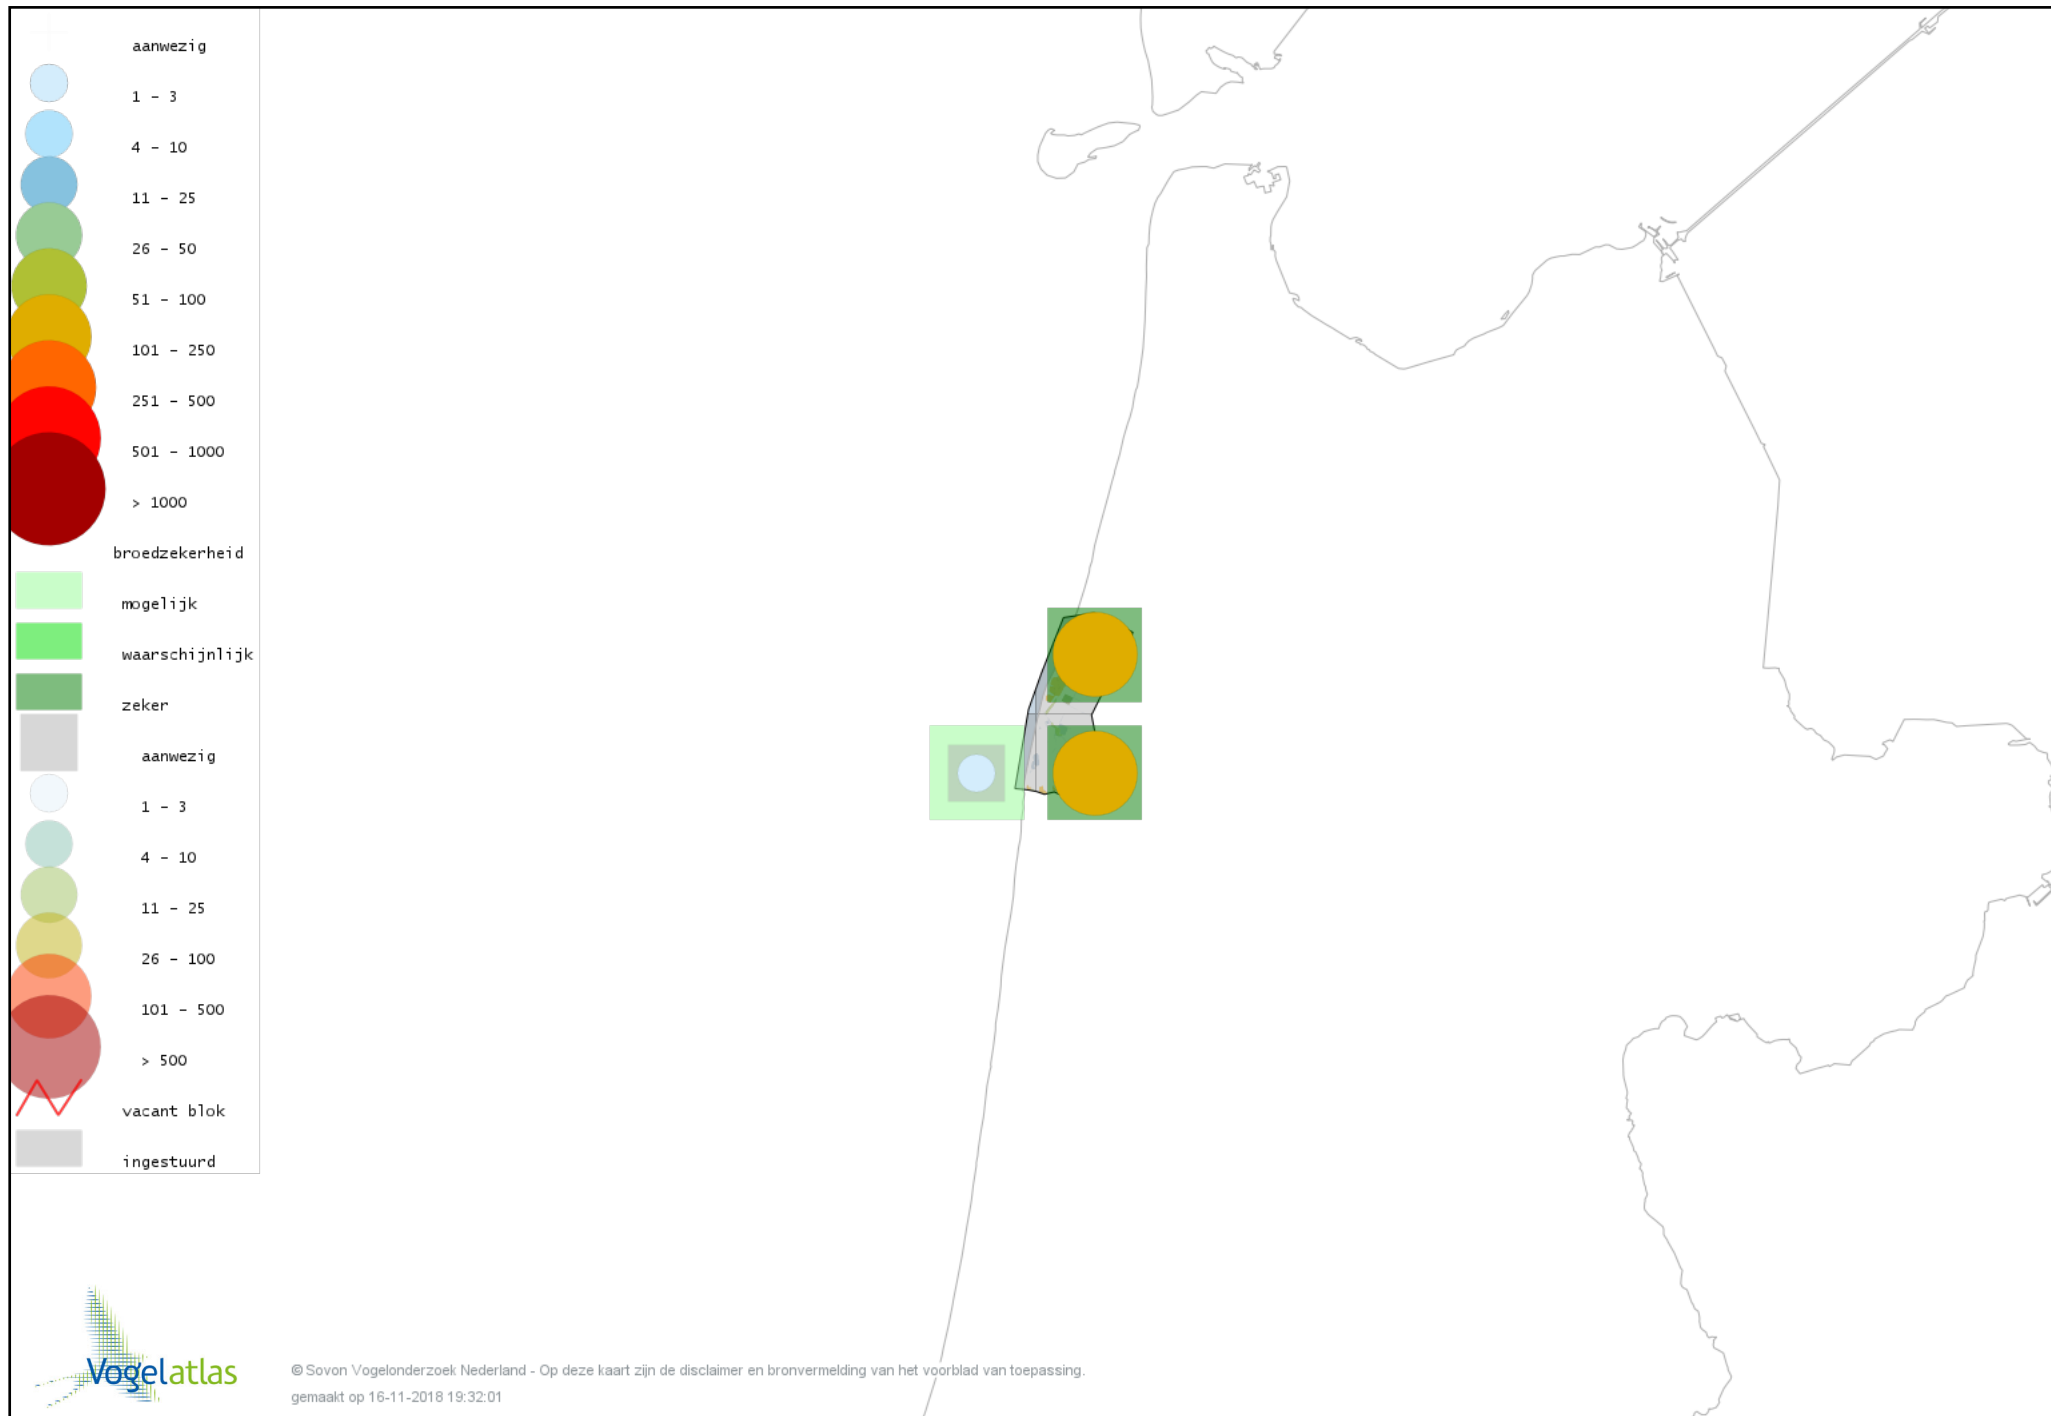 aanwezig
1 - 3
4 - 10
11 - 25
26 - 50
51 - 100
101 - 250
251 - 500
501 - 1000
> 1000
broedzekerheid
mogelijk
waarschijnlijk
zeker
aanwezig
1 - 3
4 - 10
11 - 25
26 - 100
101 - 500
> 500
vacant blok
ingestuurd
Vogelatlas
© Sovon Vogelonderzoek Nederland - Op deze kaart zijn de disclaimer en bronvermelding van het voorblad van toepassing.
gemaakt op 16-11-2018 19:32:01